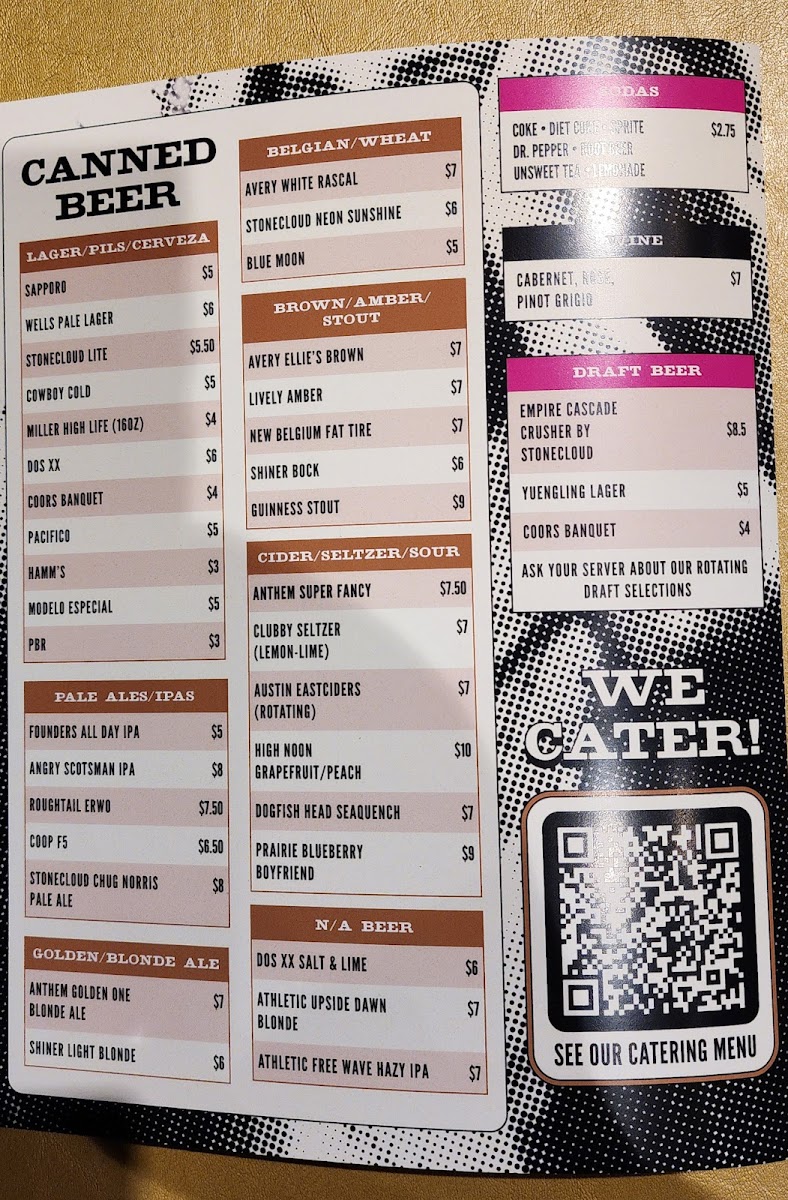 CANNED
BEER
LAGER/PILS/CERVEZA
SAPPORO $5
WELLS PALE LAGER $6
STONECLOUD LITE $5.50
COWBOY COLD $5
MILLER HIGH LIFE (16OZ) $4
DOS XX $6
COORS BANQUET $4
PACIFICO $5
HAMM'S $3
MODELO ESPECIAL $5
PBR $3
PALE ALES/IPAS
FOUNDERS ALL DAY IPA $5
ANGRY SCOTSMAN IPA $8
ROUGHTAIL ERWO $7.50
COOP F5 $6.50
STONECLOUD CHUG NORRIS $8
PALE ALE
GOLDEN/BLONDE ALE
ANTHEM GOLDEN ONE $7
BLONDE ALE
SHINER LIGHT BLONDE $6
BELGIAN/WHEAT
AVERY WHITE RASCAL $7
STONECLOUD NEON SUNSHINE $6
BLUE MOON $5
BROWN/AMBER/
STOUT
AVERY ELLIE'S BROWN $7
LIVELY AMBER $7
NEW BELGIUM FAT TIRE $7
SHINER BOCK $6
GUINNESS STOUT $9
CIDER/SELTZER/SOUR
ANTHEM SUPER FANCY $7.50
CLUBBY SELTZER $7
(LEMON-LIME)
AUSTIN EASTCIDERS $7
(ROTATING)
HIGH NOON $10
GRAPEFRUIT/PEACH
DOGFISH HEAD SEAQUENCH $7
PRAIRIE BLUEBERRY $9
BOYFRIEND
N/A BEER
DOS XX SALT & LIME $6
ATHLETIC UPSIDE DAWN $7
BLONDE
ATHLETIC FREE WAVE HAZY IPA $7
SODAS
COKE • DIET COKE • SPRITE $2.75
DR. PEPPER • ROOT BEER
UNSWEET TEA • LEMONADE
WINE
CABERNET, ROSE, $7
PINOT GRIGIO
DRAFT BEER
EMPIRE CASCADE
CRUSHER BY $8.5
STONECLOUD
YUENGLING LAGER $5
COORS BANQUET $4
ASK YOUR SERVER ABOUT OUR ROTATING
DRAFT SELECTIONS
WE
CATER!
SEE OUR CATERING MENU